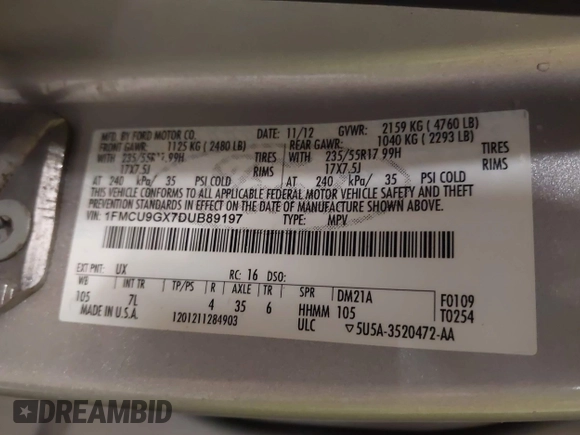 MFD. BY FORD MOTOR CO. DATE: 11/12 GVWR: 2159 KG ( 4760 LB)
FRONT GAWR: 1125 KG ( 2480 LB) REAR GAWR: 1040 KG ( 2293 LB)
WITH 235/55R17 99H TIRES WITH 235/55R17 99H TIRES
17X7.5J RIMS 17X7.5J RIMS
AT 240 kPa/ 35 PSI COLD AT 240 kPa/ 35 PSI COLD
THIS VEHICLE CONFORMS TO ALL APPLICABLE FEDERAL MOTOR VEHICLE SAFETY AND THEFT
PREVENTION STANDARDS IN EFFECT ON THE DATE OF MANUFACTURE SHOWN ABOVE.
VIN: 1FMCU9GX7DUB89197 TYPE: MPV
EXT PNT: UX RC: 16 DSO:
WB INT TR TP/PS R AXLE TR SPR DM21A F0109
105 7L 4 35 6 HHMM 105 T0254
MADE IN U.S.A. 1201211284903 ULC 5U5A-3520472-AA
DREAMBID